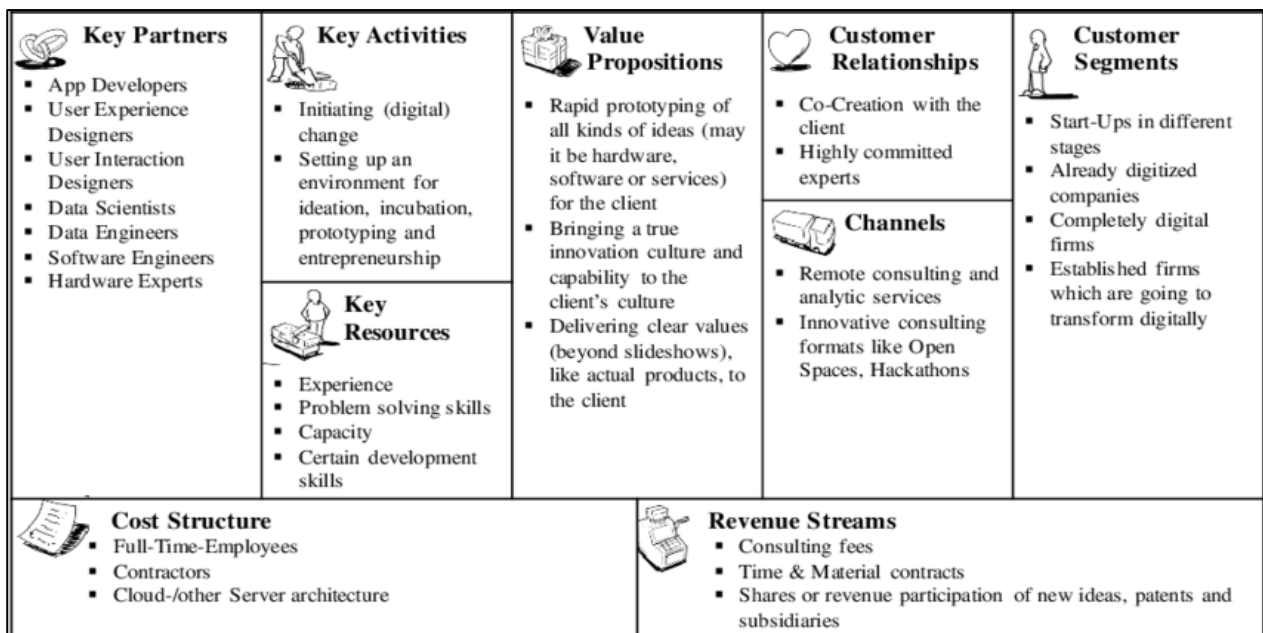 Key Partners
▪ App Developers
▪ User Experience
Designers
▪ User Interaction
Designers
▪ Data Scientists
▪ Data Engineers
▪ Software Engineers
▪ Hardware Experts
Key Activities
▪ Initiating (digital)
change
▪ Setting up an
environment for
ideation, incubation,
prototyping and
entrepreneurship
Key
Resources
▪ Experience
▪ Problem solving skills
▪ Capacity
▪ Certain development
skills
Value
Propositions
▪ Rapid prototyping of
all kinds of ideas (may
it be hardware,
software or services)
for the client
▪ Bringing a true
innovation culture and
capability to the
client’s culture
▪ Delivering clear values
(beyond slideshows),
like actual products, to
the client
Customer
Relationships
▪ Co-Creation with the
client
▪ Highly committed
experts
Channels
▪ Remote consulting and
analytic services
▪ Innovative consulting
formats like Open
Spaces, Hackathons
Customer
Segments
▪ Start-Ups in different
stages
▪ Already digitized
companies
▪ Completely digital
firms
▪ Established firms
which are going to
transform digitally
Cost Structure
▪ Full-Time-Employees
▪ Contractors
▪ Cloud-/other Server architecture
Revenue Streams
▪ Consulting fees
▪ Time & Material contracts
▪ Shares or revenue participation of new ideas, patents and
subsidiaries